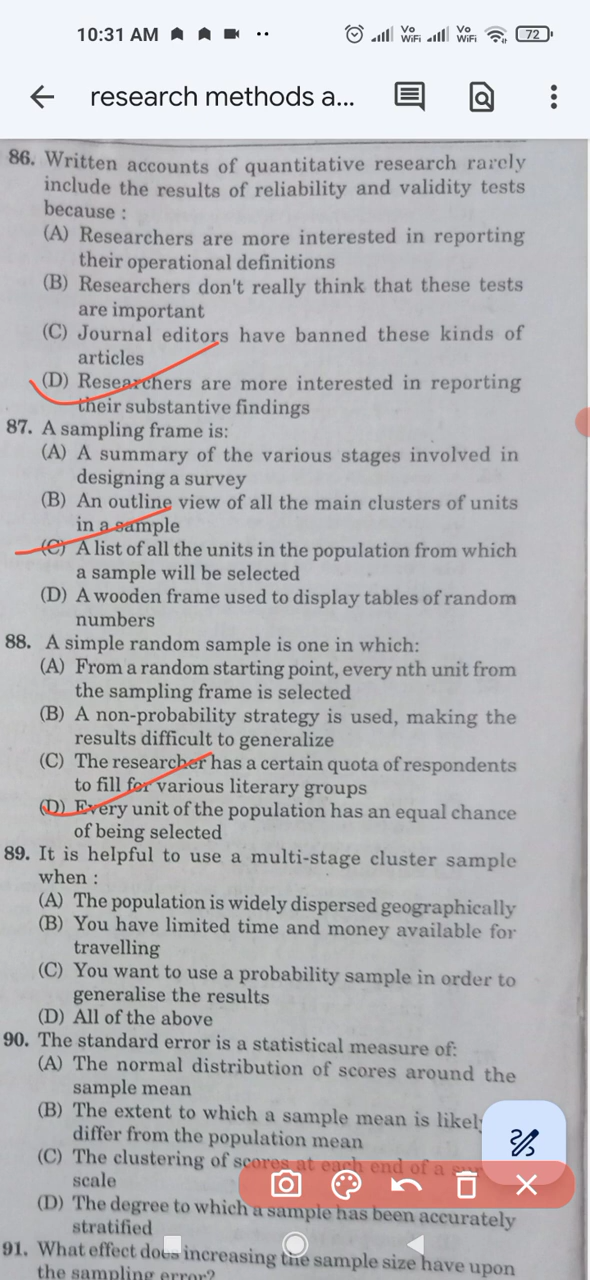 10:31 AM
Vo WiFi
Vo WiFi
72
research methods a...
86. Written accounts of quantitative research rarely
include the results of reliability and validity tests
because :
(A) Researchers are more interested in reporting
their operational definitions
(B) Researchers don't really think that these tests
are important
(C) Journal editors have banned these kinds of
articles
(D) Researchers are more interested in reporting
their substantive findings
87. A sampling frame is:
(A) A summary of the various stages involved in
designing a survey
(B) An outline view of all the main clusters of units
in a sample
(C) A list of all the units in the population from which
a sample will be selected
(D) A wooden frame used to display tables of random
numbers
88. A simple random sample is one in which:
(A) From a random starting point, every nth unit from
the sampling frame is selected
(B) A non-probability strategy is used, making the
results difficult to generalize
(C) The researcher has a certain quota of respondents
to fill for various literary groups
(D) Every unit of the population has an equal chance
of being selected
89. It is helpful to use a multi-stage cluster sample
when :
(A) The population is widely dispersed geographically
(B) You have limited time and money available for
travelling
(C) You want to use a probability sample in order to
generalise the results
(D) All of the above
90. The standard error is a statistical measure of:
(A) The normal distribution of scores around the
sample mean
(B) The extent to which a sample mean is likely
differ from the population mean
(C) The clustering of scores at each end of a
scale
(D) The degree to which a sample has been accurately
stratified
91. What effect does increasing the sample size have upon
the sampling error?